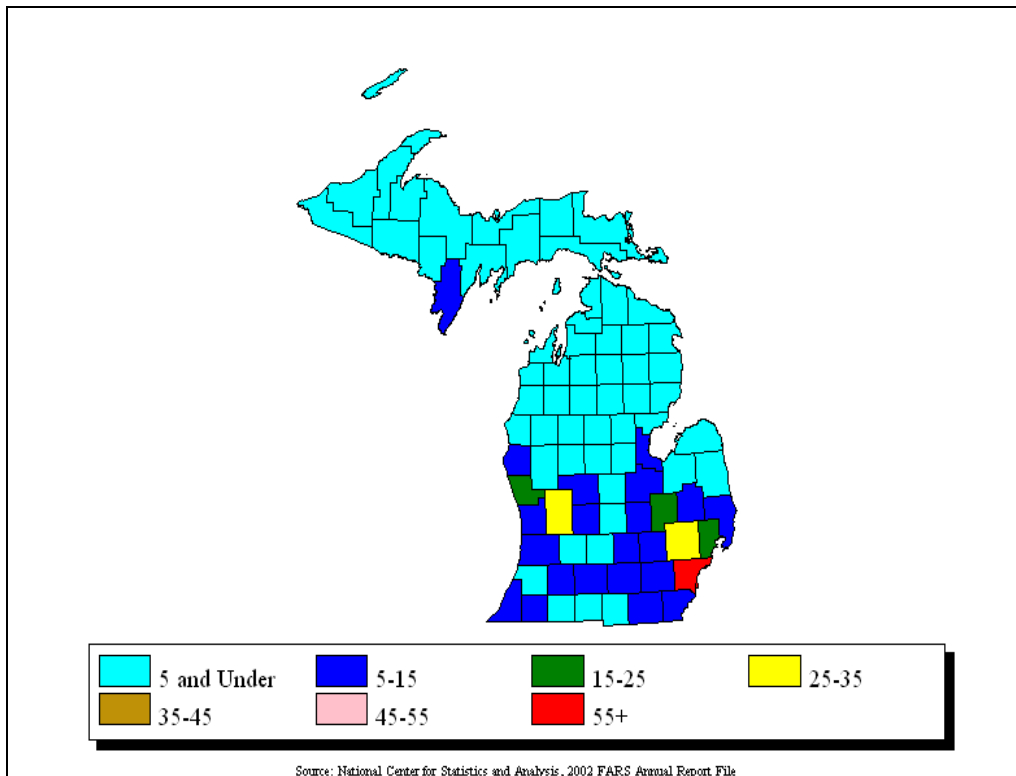 5 and Under 5-15 15-25 25-35
35-45 45-55 55+
Source: National Center for Statistics and Analysis, 2002 FARS Annual Report File